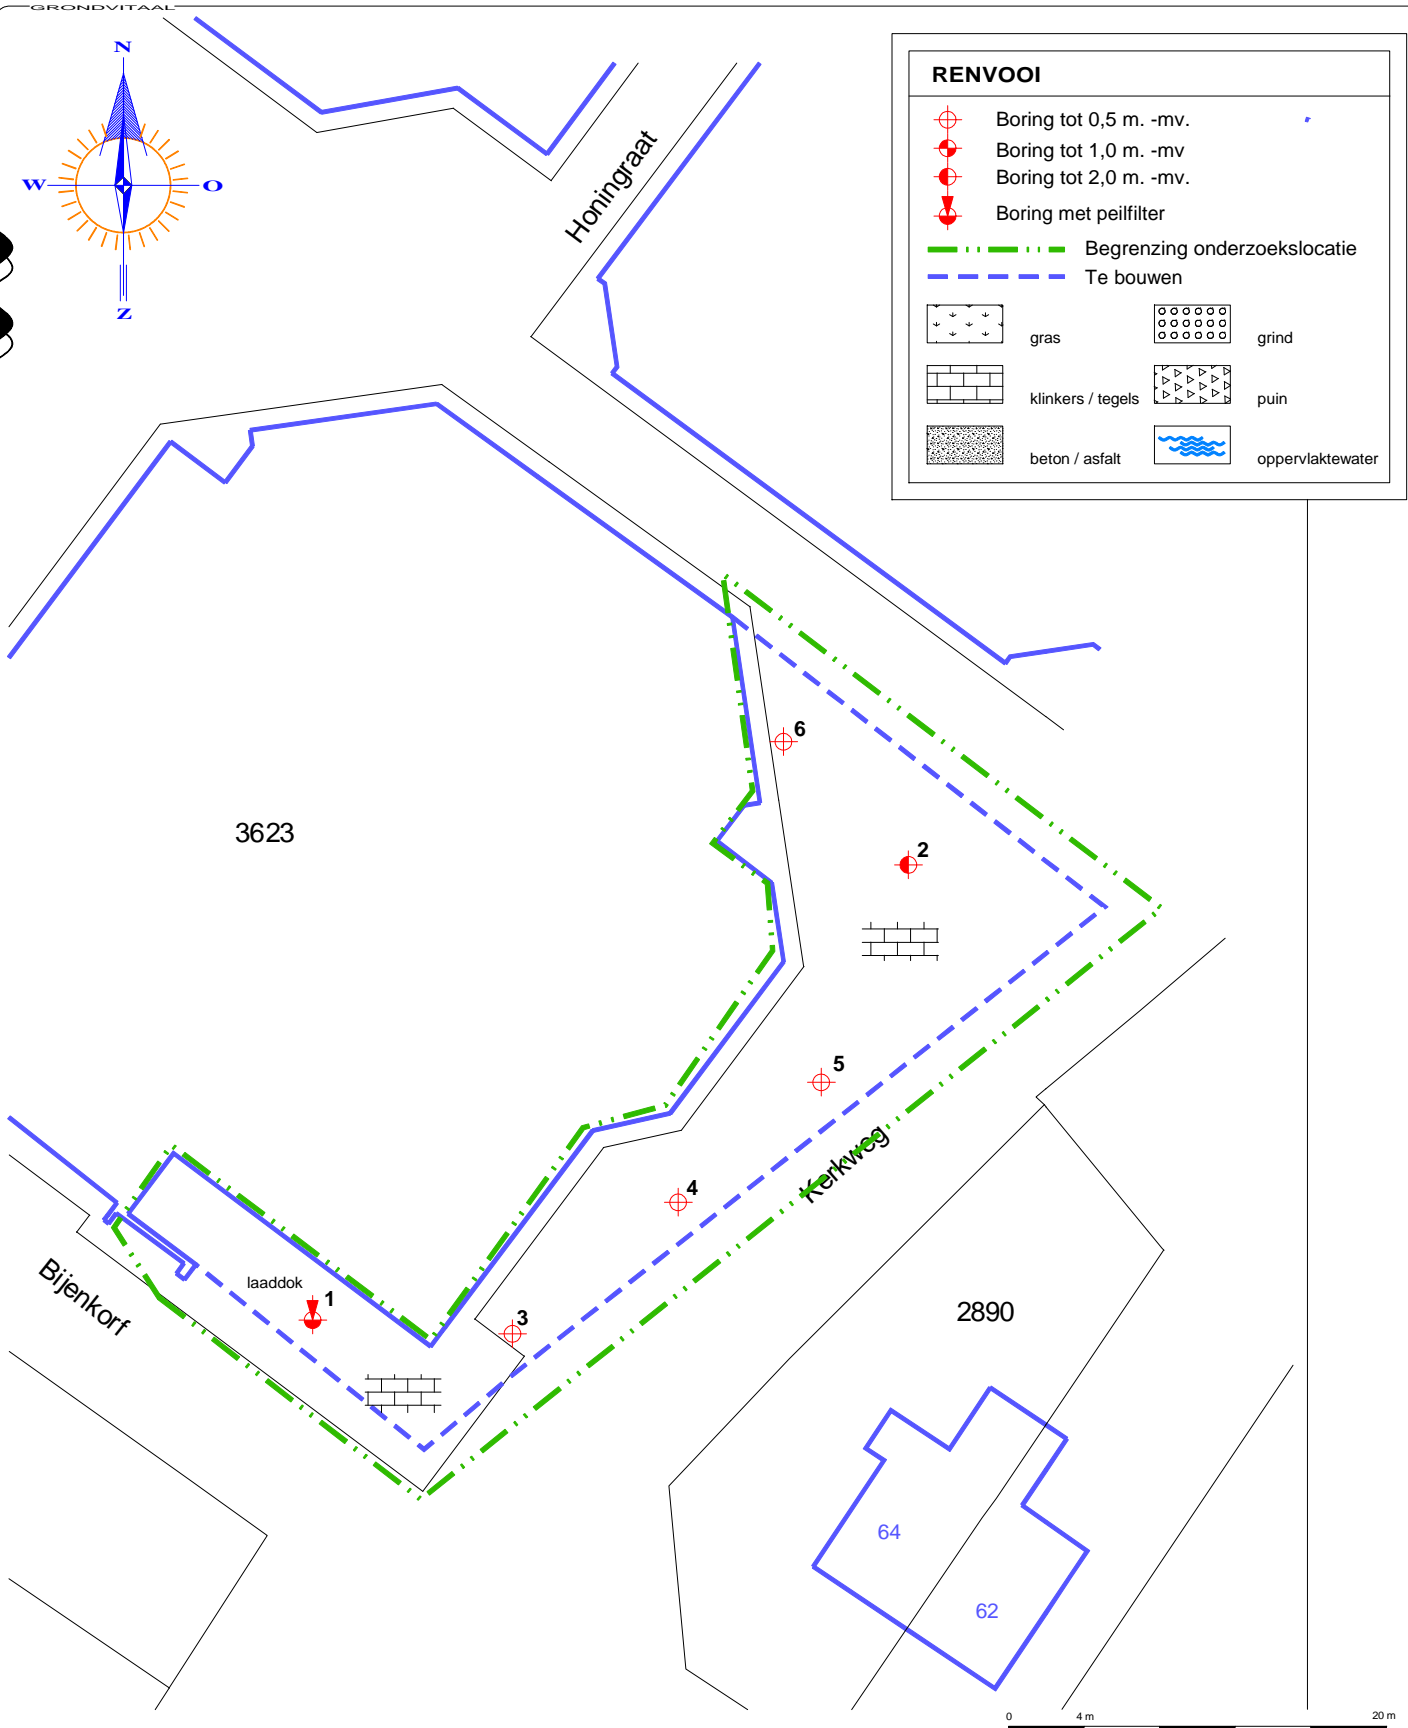 GRONDVITAAL
N
W
O
Z
Honingraat
RENVOOI
Boring tot 0,5 m. -mv.
Boring tot 1,0 m. -mv
Boring tot 2,0 m. -mv.
Boring met peilfilter
Begrenzing onderzoekslocatie
Te bouwen
gras
grind
klinkers / tegels
puin
beton / asfalt
oppervlaktewater
6
3623
2
5
Kerkweg
4
laaddok
1
3
Bijenkorf
2890
64
62
0 4 m 20 m